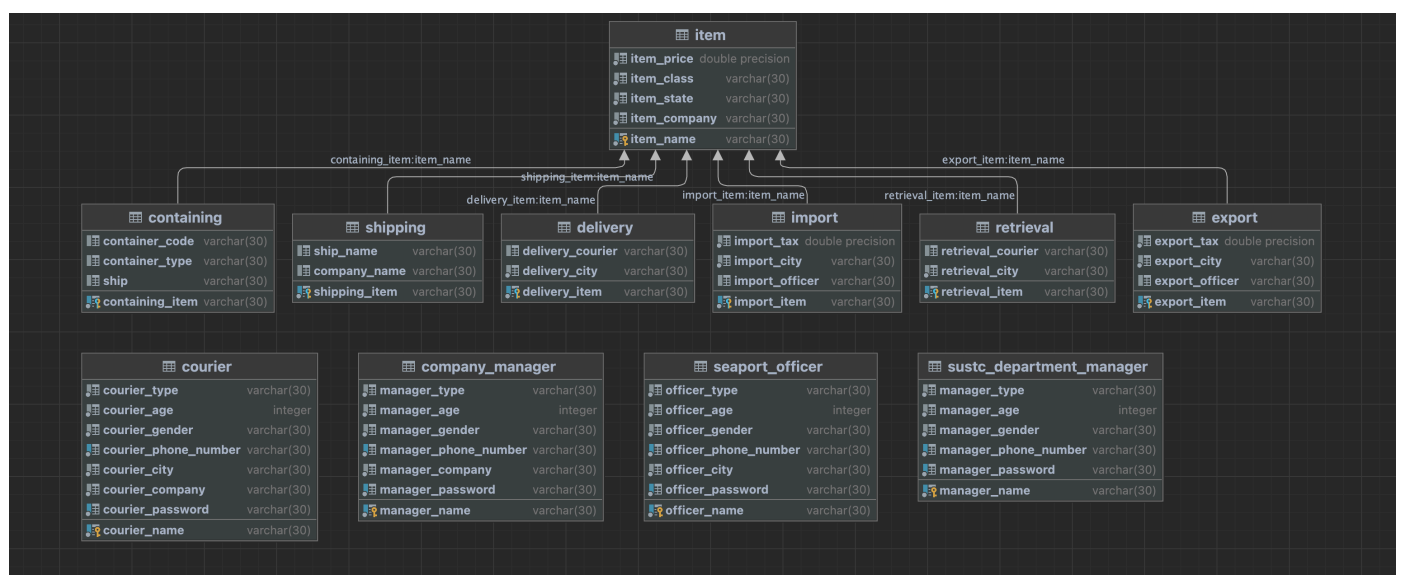 item
item_price double precision
item_class varchar(30)
item_state varchar(30)
item_company varchar(30)
item_name varchar(30)
containing_item:item_name
shipping_item:item_name
delivery_item:item_name
import_item:item_name
retrieval_item:item_name
export_item:item_name
containing
container_code varchar(30)
container_type varchar(30)
ship varchar(30)
containing_item varchar(30)
shipping
ship_name varchar(30)
company_name varchar(30)
shipping_item varchar(30)
delivery
delivery_courier varchar(30)
delivery_city varchar(30)
delivery_item varchar(30)
import
import_tax double precision
import_city varchar(30)
import_officer varchar(30)
import_item varchar(30)
retrieval
retrieval_courier varchar(30)
retrieval_city varchar(30)
retrieval_item varchar(30)
export
export_tax double precision
export_city varchar(30)
export_officer varchar(30)
export_item varchar(30)
courier
courier_type varchar(30)
courier_age integer
courier_gender varchar(30)
courier_phone_number varchar(30)
courier_city varchar(30)
courier_company varchar(30)
courier_password varchar(30)
courier_name varchar(30)
company_manager
manager_type varchar(30)
manager_age integer
manager_gender varchar(30)
manager_phone_number varchar(30)
manager_company varchar(30)
manager_password varchar(30)
manager_name varchar(30)
seaport_officer
officer_type varchar(30)
officer_age integer
officer_gender varchar(30)
officer_phone_number varchar(30)
officer_city varchar(30)
officer_password varchar(30)
officer_name varchar(30)
sustc_department_manager
manager_type varchar(30)
manager_age integer
manager_gender varchar(30)
manager_phone_number varchar(30)
manager_password varchar(30)
manager_name varchar(30)